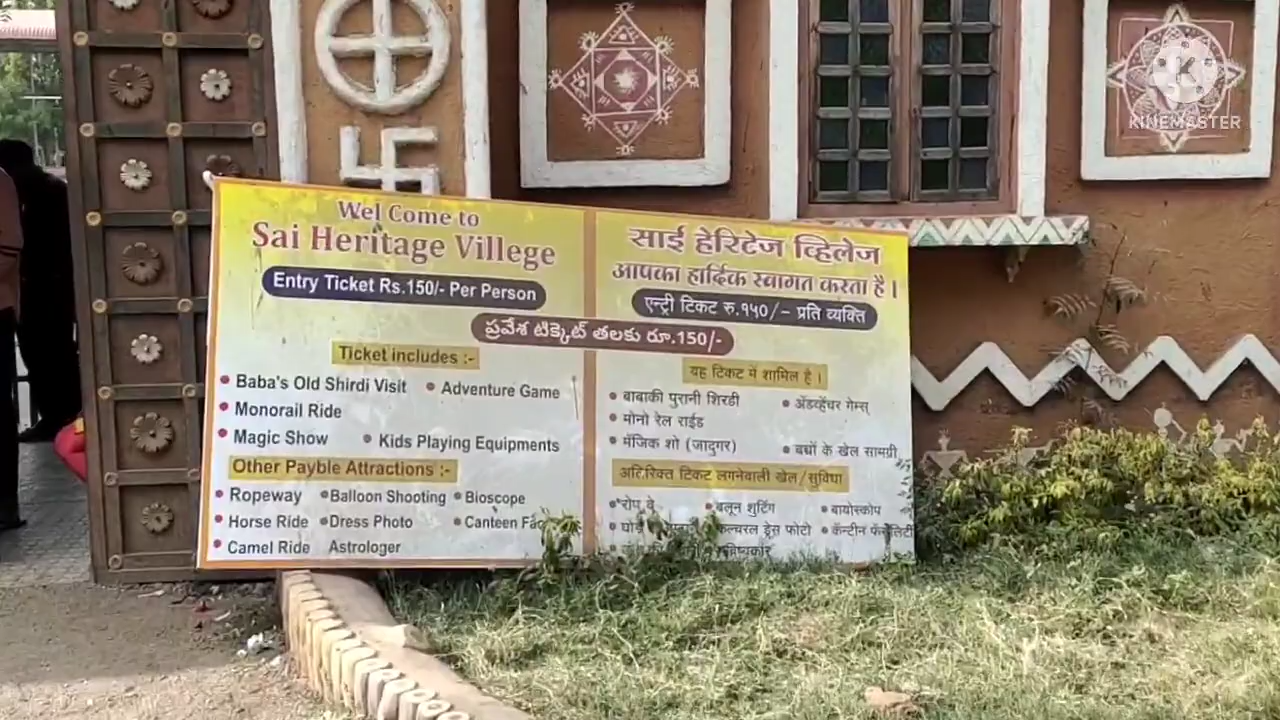 Wel Come to
Sai Heritage Villege
Entry Ticket Rs.150/- Per Person
साई हेरिटेज व्हिलेज
आपका हार्दिक स्वागत करता है।
एन्ट्री टिकट रु.१५०/- प्रति व्यक्ति
ప్రవేశ టిక్కెట్ తలకు రూ.150/-
Ticket includes :-
Baba's Old Shirdi Visit Adventure Game
Monorail Ride
Magic Show Kids Playing Equipments
Other Payble Attractions :-
Ropeway Balloon Shooting Bioscope
Horse Ride Dress Photo Canteen
Camel Ride Astrologer
यह टिकट में शामिल है।
बाबाकी पुरानी शिरडी ॲडव्हेंचर गेम्स्
मोनो रेल राईड
मॅजिक शो (जादुगर) बच्चों के खेल सामग्री
अतिरिक्त टिकट लगनेवाली खेल/सुविधा
रोप वे बलून शुटिंग बायोस्कोप
ड्रेस फोटो कॅन्टीन
KINEMASTER